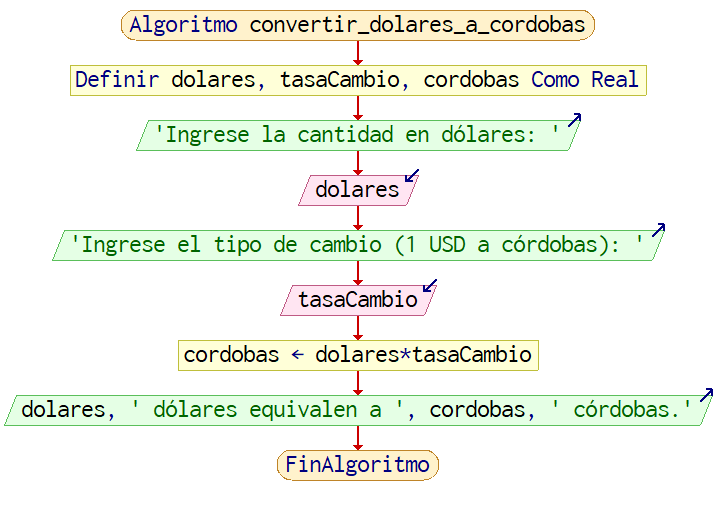 Algoritmo convertir_dolares_a_cordobas
Definir dolares, tasaCambio, cordobas Como Real
'Ingrese la cantidad en dólares: '
dolares
'Ingrese el tipo de cambio (1 USD a córdobas): '
tasaCambio
cordobas ← dolares*tasaCambio
dolares, ' dólares equivalen a ', cordobas, ' córdobas.'
FinAlgoritmo